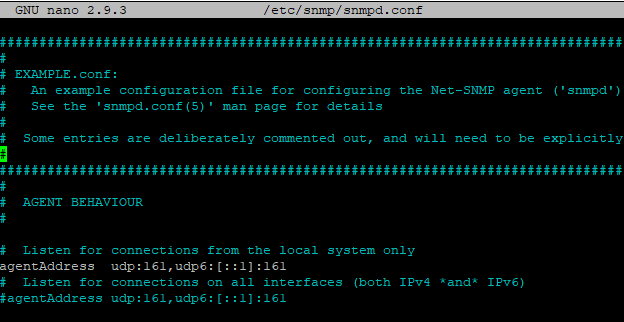 GNU nano 2.9.3 /etc/snmp/snmpd.conf
###############################################################################
#
# EXAMPLE.conf:
#   An example configuration file for configuring the Net-SNMP agent ('snmpd')
#   See the 'snmpd.conf(5)' man page for details
#
#  Some entries are deliberately commented out, and will need to be explicitly
#
###############################################################################
#
#  AGENT BEHAVIOUR
#
#  Listen for connections from the local system only
agentAddress  udp:161,udp6:[::1]:161
#  Listen for connections on all interfaces (both IPv4 *and* IPv6)
#agentAddress udp:161,udp6:[::1]:161